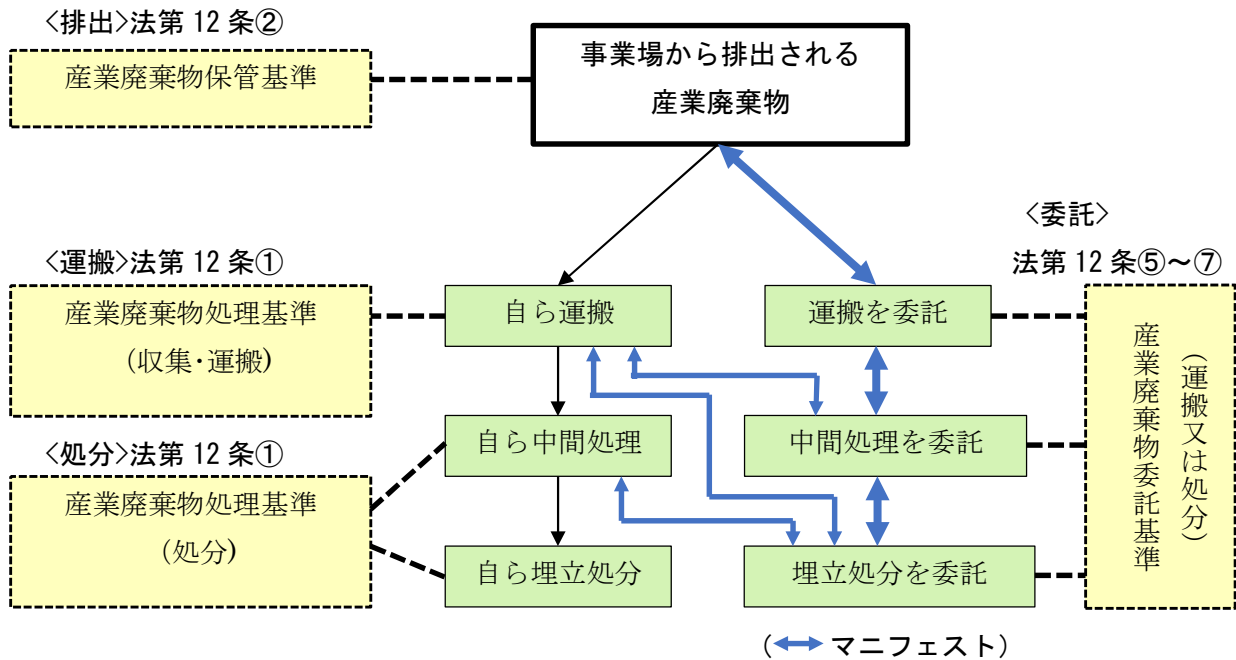 〈排出〉法第 12 条②
産業廃棄物保管基準
事業場から排出される
産業廃棄物
〈委託〉
法第 12 条⑤~⑦
〈運搬〉法第 12 条①
産業廃棄物処理基準
(収集・運搬)
自ら運搬
運搬を委託
産業廃棄物委託基準
(運搬又は処分)
〈処分〉法第 12 条①
産業廃棄物処理基準
(処分)
自ら中間処理
中間処理を委託
自ら埋立処分
埋立処分を委託
(マニフェスト)